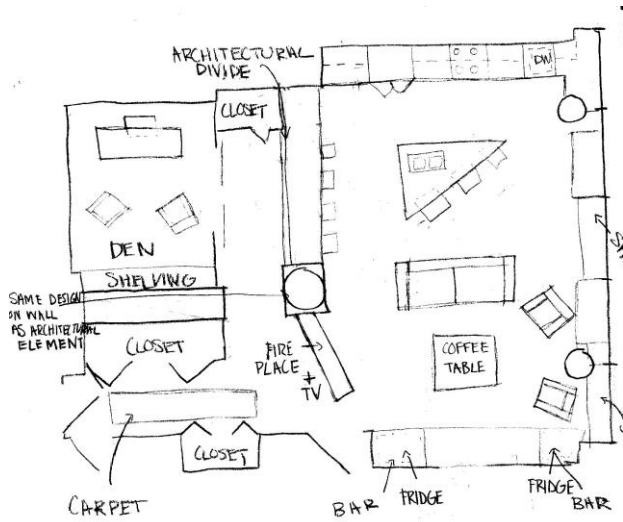 ARCHITECTURAL
DIVIDE
DW
CLOSET
DEN
SHELVING
SAME DESIGN
ON WALL
AS ARCHITECTURAL
ELEMENT
CLOSET
FIRE
PLACE
+
TV
COFFEE
TABLE
CLOSET
CARPET
BAR
FRIDGE
FRIDGE
BAR